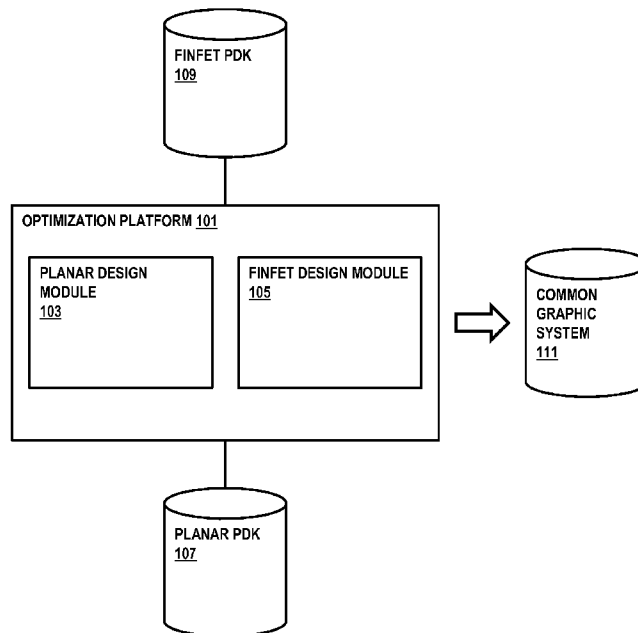 FINFET PDK
109
OPTIMIZATION PLATFORM 101
PLANAR DESIGN
MODULE
103
FINFET DESIGN MODULE
105
COMMON
GRAPHIC
SYSTEM
111
PLANAR PDK
107